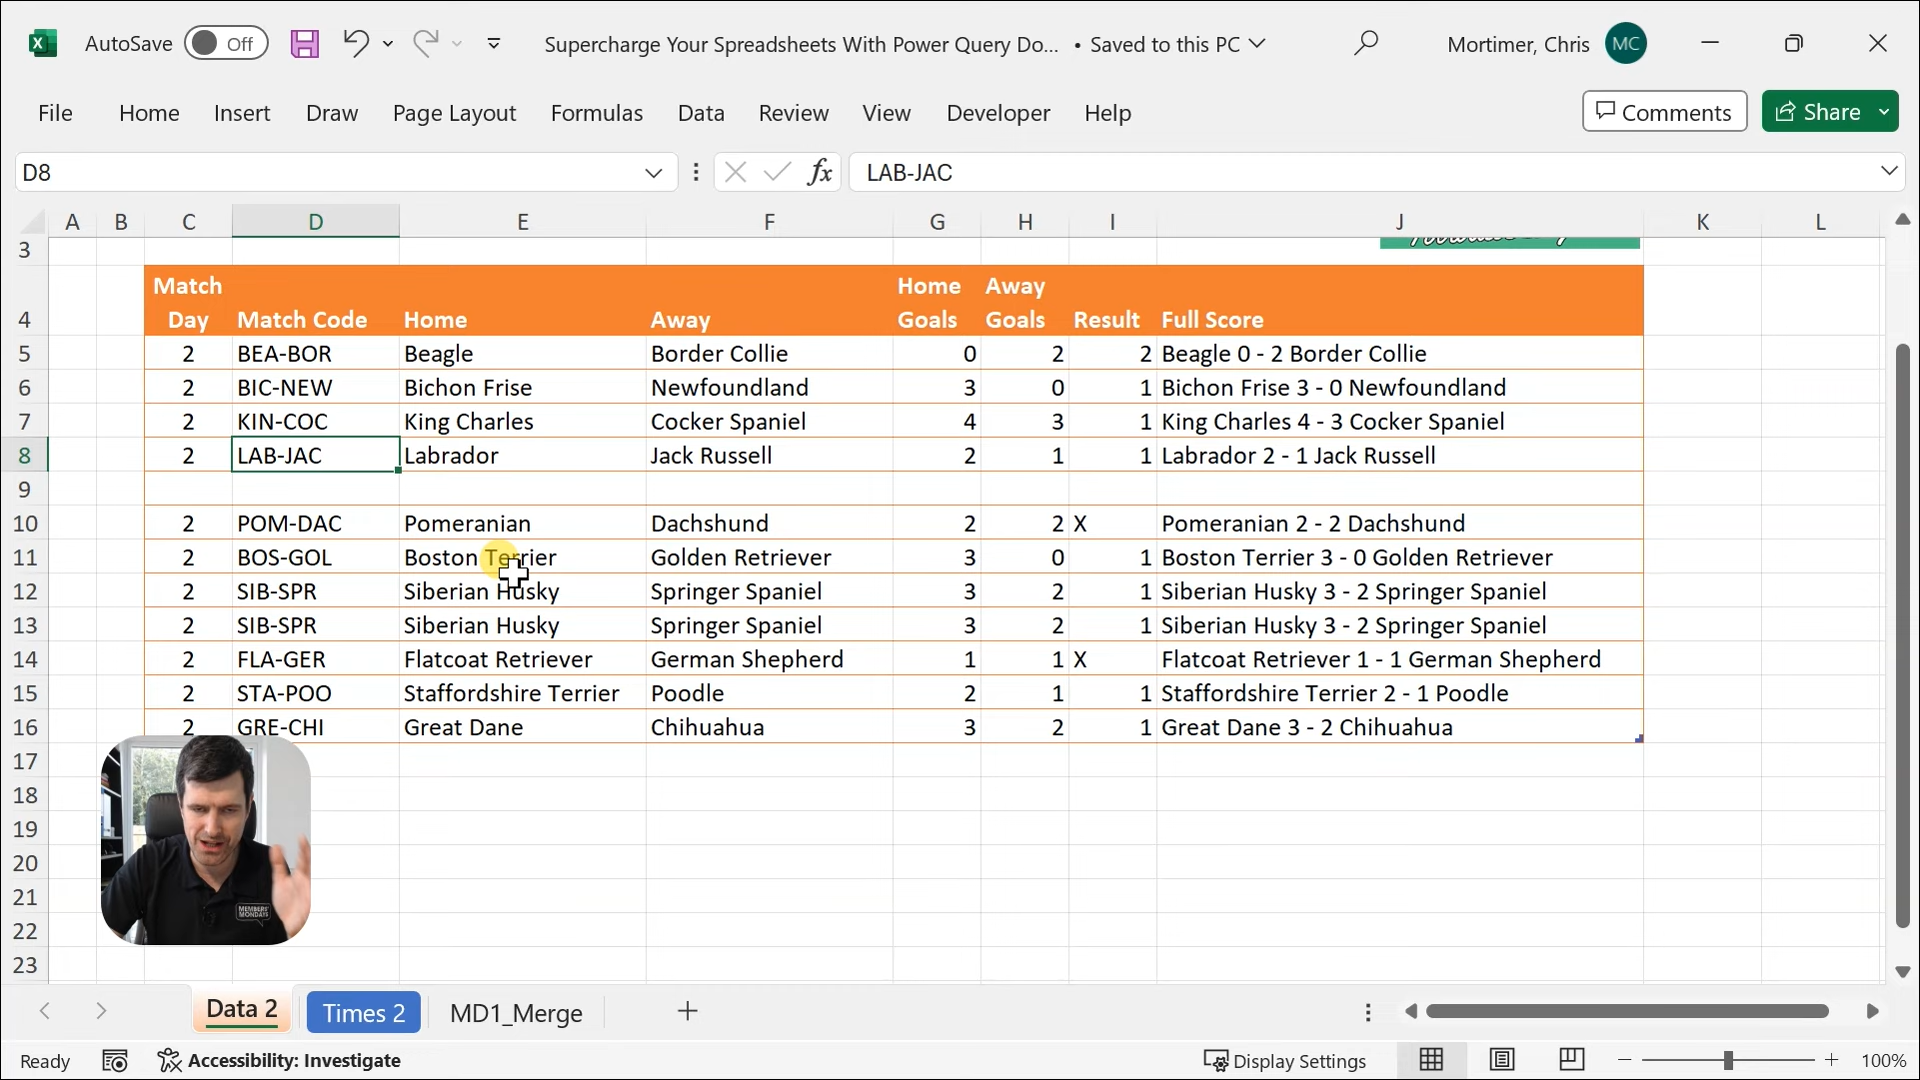 AutoSave Off Supercharge Your Spreadsheets With Power Query Do... • Saved to this PC Mortimer, Chris MC
File Home Insert Draw Page Layout Formulas Data Review View Developer Help Comments Share
D8 fx LAB-JAC
A B C D E F G H I J K L
3
Match Home Away
4 Day Match Code Home Away Goals Goals Result Full Score
5 2 BEA-BOR Beagle Border Collie 0 2 2 Beagle 0 - 2 Border Collie
6 2 BIC-NEW Bichon Frise Newfoundland 3 0 1 Bichon Frise 3 - 0 Newfoundland
7 2 KIN-COC King Charles Cocker Spaniel 4 3 1 King Charles 4 - 3 Cocker Spaniel
8 2 LAB-JAC Labrador Jack Russell 2 1 1 Labrador 2 - 1 Jack Russell
9
10 2 POM-DAC Pomeranian Dachshund 2 2 X Pomeranian 2 - 2 Dachshund
11 2 BOS-GOL Boston Terrier Golden Retriever 3 0 1 Boston Terrier 3 - 0 Golden Retriever
12 2 SIB-SPR Siberian Husky Springer Spaniel 3 2 1 Siberian Husky 3 - 2 Springer Spaniel
13 2 SIB-SPR Siberian Husky Springer Spaniel 3 2 1 Siberian Husky 3 - 2 Springer Spaniel
14 2 FLA-GER Flatcoat Retriever German Shepherd 1 1 X Flatcoat Retriever 1 - 1 German Shepherd
15 2 STA-POO Staffordshire Terrier Poodle 2 1 1 Staffordshire Terrier 2 - 1 Poodle
16 2 GRE-CHI Great Dane Chihuahua 3 2 1 Great Dane 3 - 2 Chihuahua
17
18
19
20
21
22
23
MEMBERS'
MONDAYS
Data 2 Times 2 MD1_Merge
Ready Accessibility: Investigate Display Settings 100%